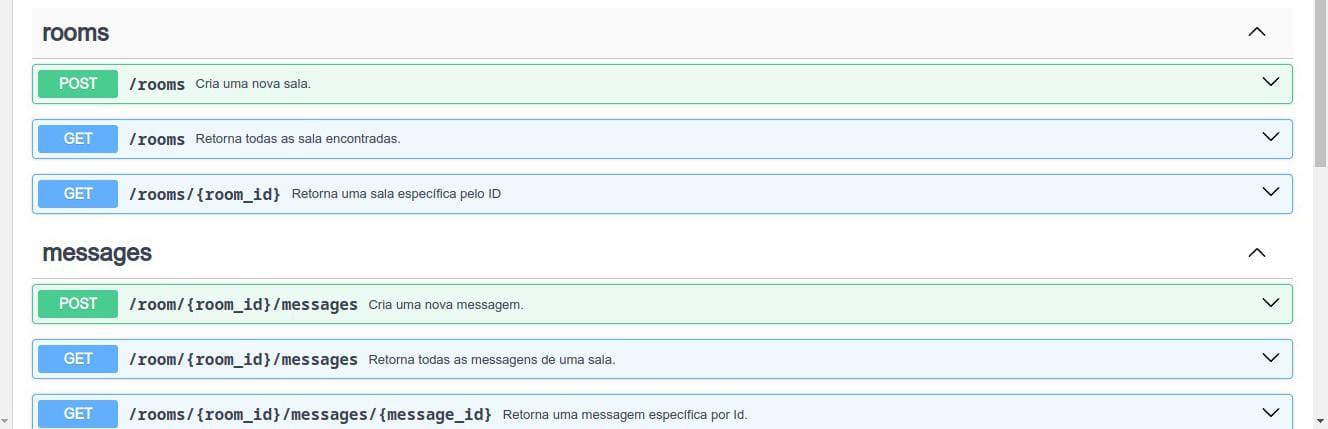 rooms
POST /rooms Cria uma nova sala.
GET /rooms Retorna todas as sala encontradas.
GET /rooms/{room_id} Retorna uma sala específica pelo ID
messages
POST /room/{room_id}/messages Cria uma nova messagem.
GET /room/{room_id}/messages Retorna todas as messagens de uma sala.
GET /rooms/{room_id}/messages/{message_id} Retorna uma messagem específica por Id.